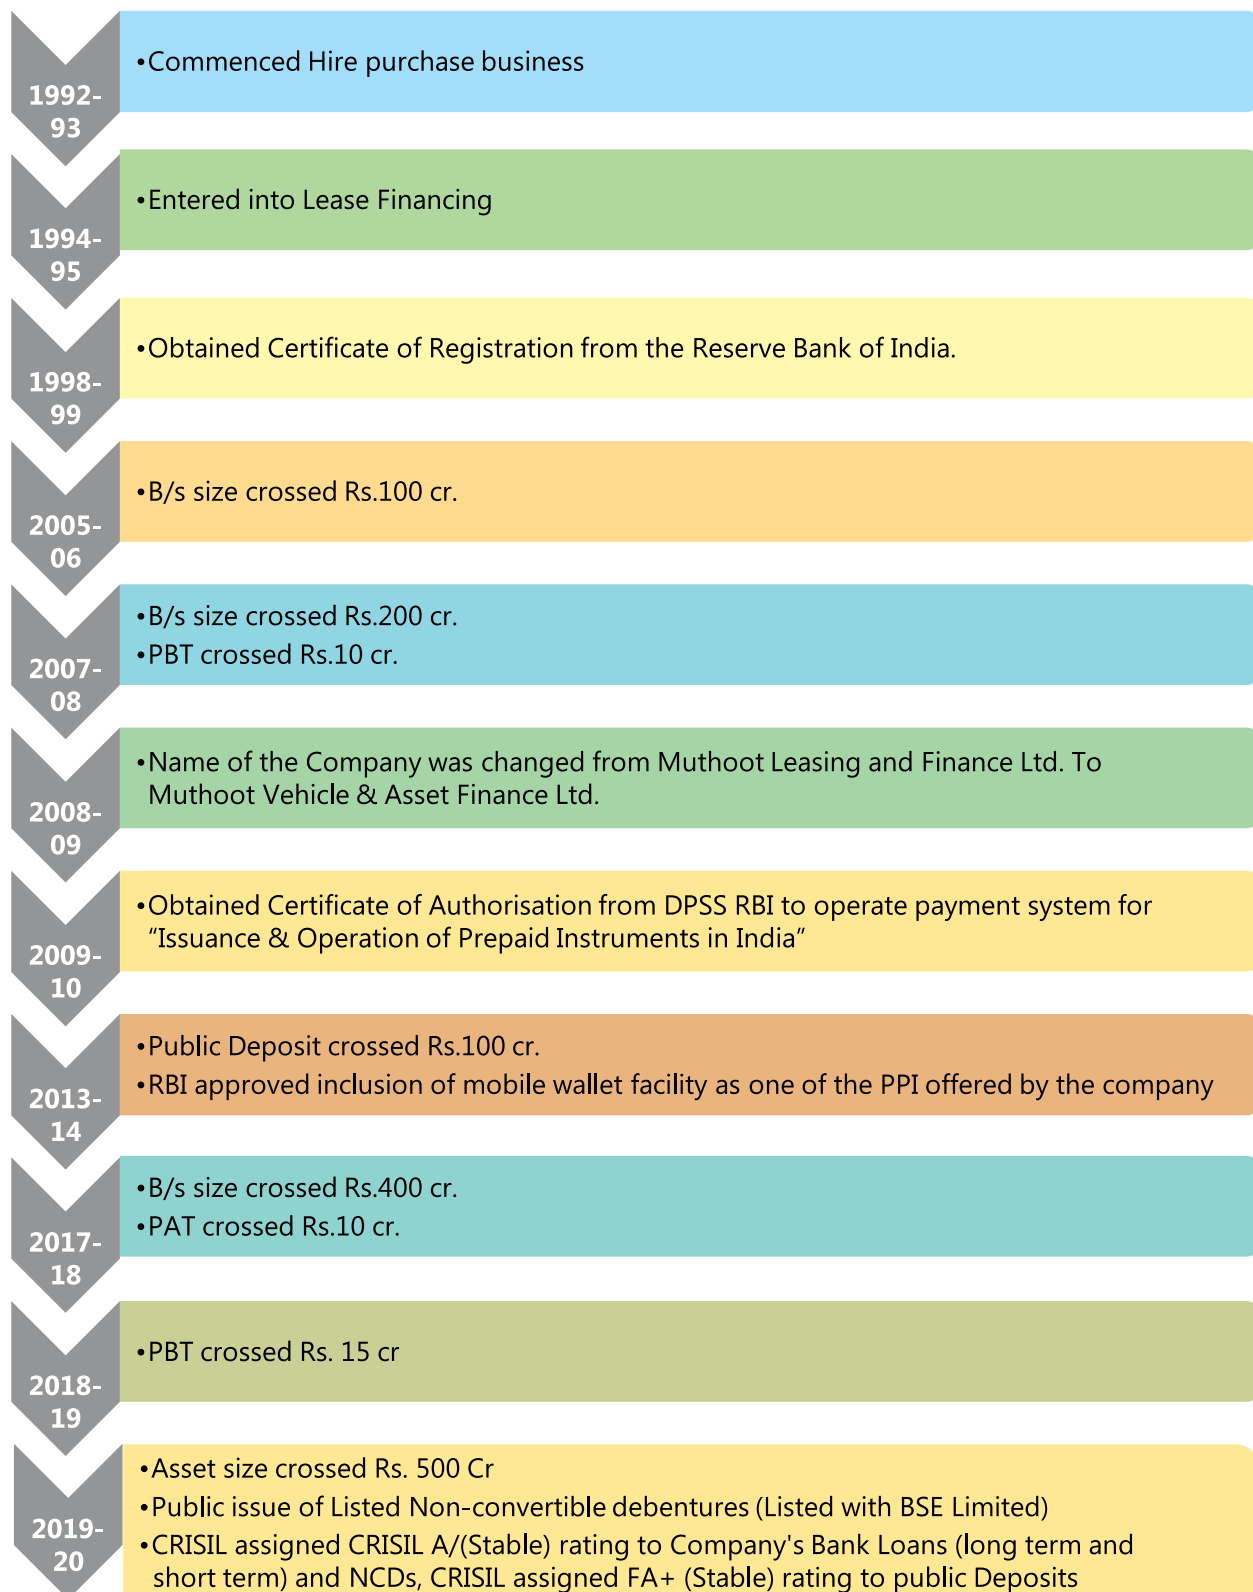 1992-
93
•Commenced Hire purchase business
1994-
95
•Entered into Lease Financing
1998-
99
•Obtained Certificate of Registration from the Reserve Bank of India.
2005-
06
•B/s size crossed Rs.100 cr.
2007-
08
•B/s size crossed Rs.200 cr.
•PBT crossed Rs.10 cr.
2008-
09
•Name of the Company was changed from Muthoot Leasing and Finance Ltd. To
Muthoot Vehicle & Asset Finance Ltd.
2009-
10
•Obtained Certificate of Authorisation from DPSS RBI to operate payment system for
“Issuance & Operation of Prepaid Instruments in India”
2013-
14
•Public Deposit crossed Rs.100 cr.
•RBI approved inclusion of mobile wallet facility as one of the PPI offered by the company
2017-
18
•B/s size crossed Rs.400 cr.
•PAT crossed Rs.10 cr.
2018-
19
•PBT crossed Rs. 15 cr
2019-
20
•Asset size crossed Rs. 500 Cr
•Public issue of Listed Non-convertible debentures (Listed with BSE Limited)
•CRISIL assigned CRISIL A/(Stable) rating to Company's Bank Loans (long term and
short term) and NCDs, CRISIL assigned FA+ (Stable) rating to public Deposits